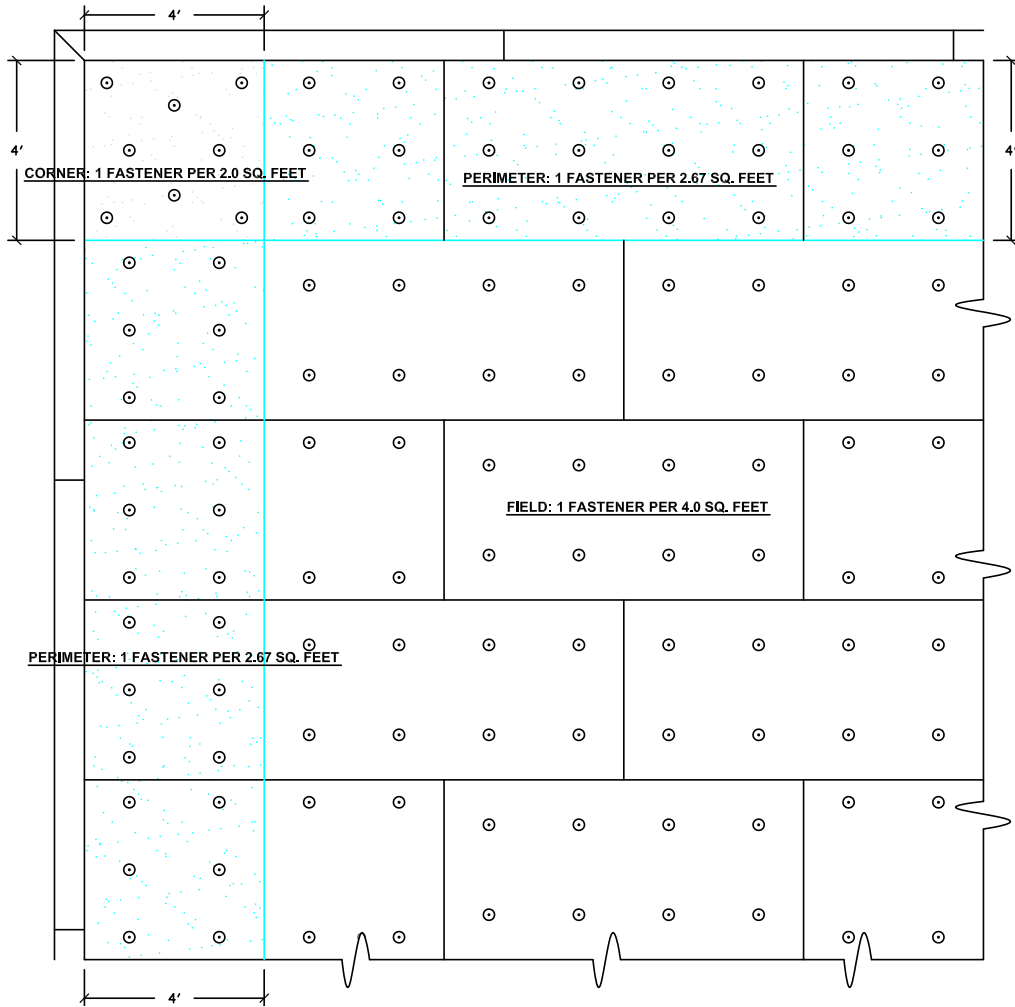 4'
4'
4'
CORNER: 1 FASTENER PER 2.0 SQ. FEET
PERIMETER: 1 FASTENER PER 2.67 SQ. FEET
FIELD: 1 FASTENER PER 4.0 SQ. FEET
PERIMETER: 1 FASTENER PER 2.67 SQ. FEET
4'